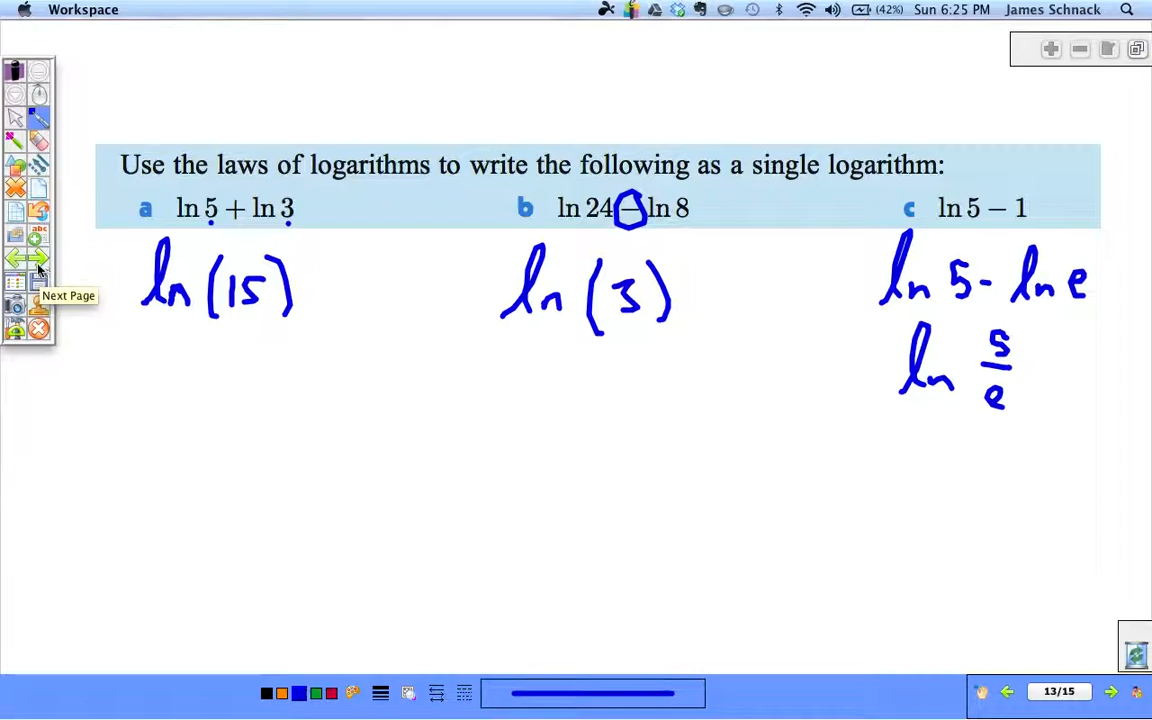 Workspace (42%) Sun 6:25 PM James Schnack
Use the laws of logarithms to write the following as a single logarithm:
a ln 5 + ln 3 b ln 24 − ln 8 c ln 5 − 1
ln (15) ln (3) ln 5 - ln e
Next Page
ln 5/e
13/15